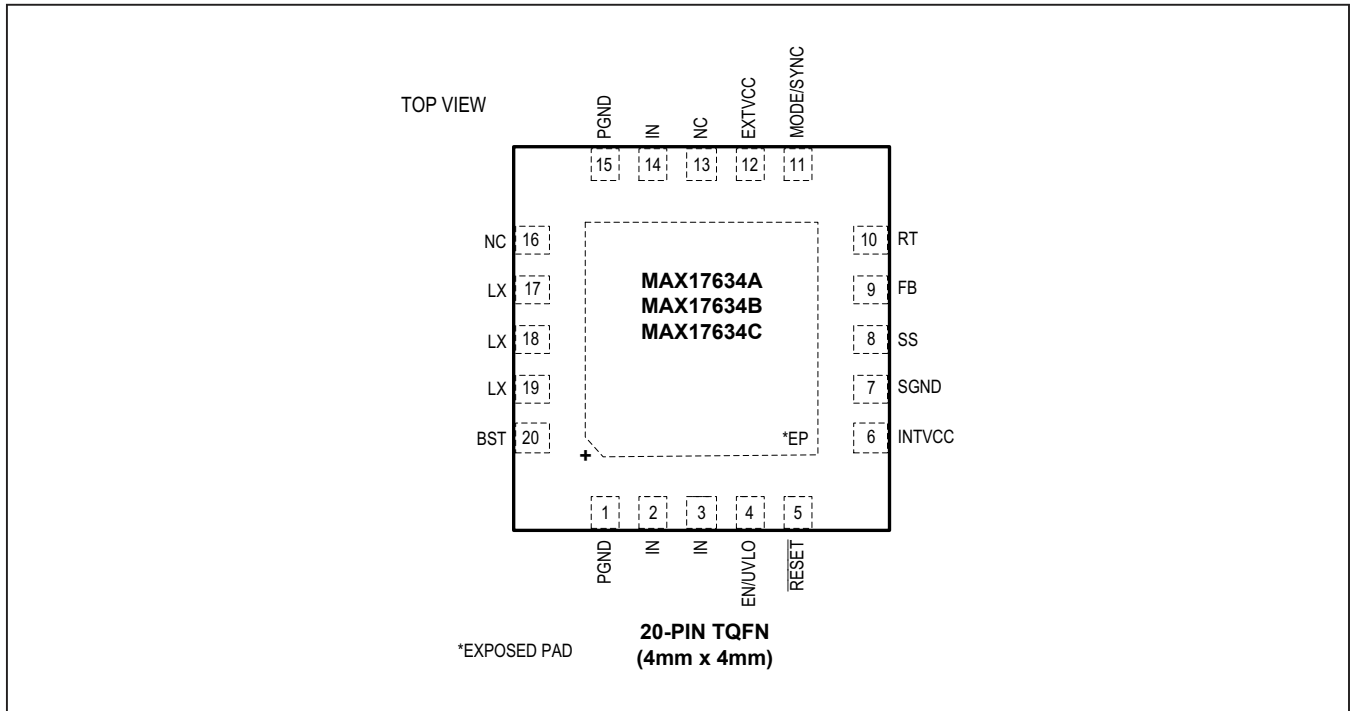 TOP VIEW
PGND
IN
NC
EXTVCC
MODE/SYNC
15
14
13
12
11
NC 16
LX 17
LX 18
LX 19
BST 20
MAX17634A
MAX17634B
MAX17634C
*EP
+
10 RT
9 FB
8 SS
7 SGND
6 INTVCC
1
2
3
4
5
PGND
IN
IN
EN/UVLO
RESET
*EXPOSED PAD
20-PIN TQFN
(4mm x 4mm)